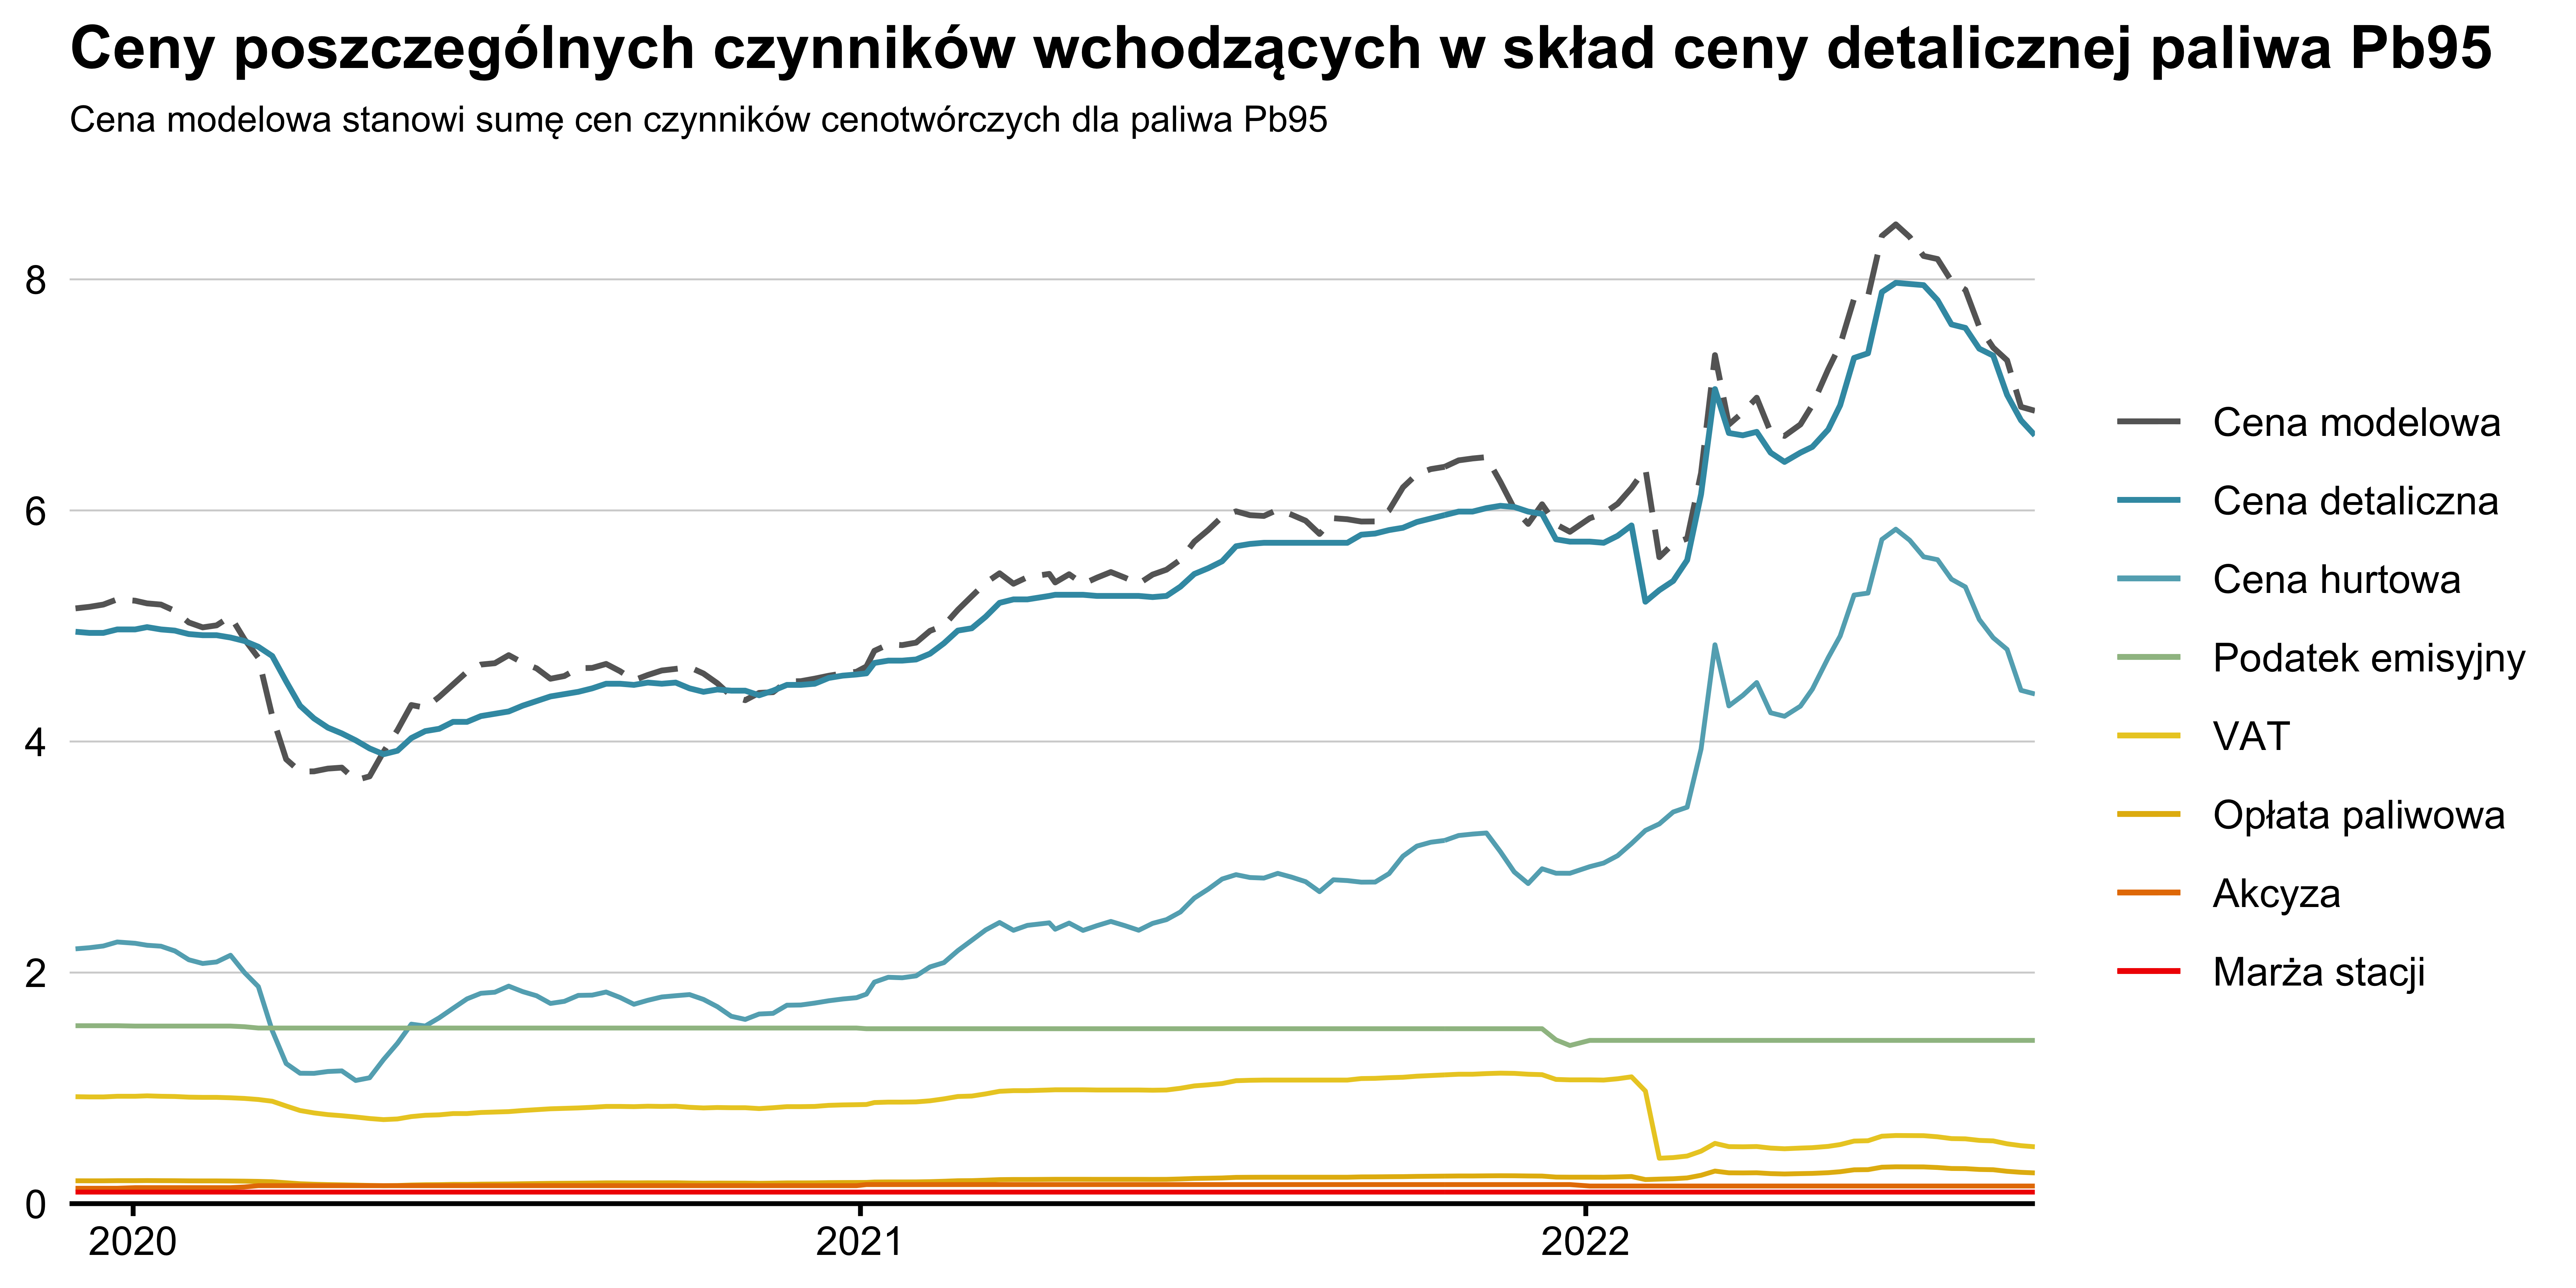 Ceny poszczególnych czynników wchodzących w skład ceny detalicznej paliwa Pb95
Cena modelowa stanowi sumę cen czynników cenotwórczych dla paliwa Pb95
8
6
4
2
0
2020
2021
2022
Cena modelowa
Cena detaliczna
Cena hurtowa
Podatek emisyjny
VAT
Opłata paliwowa
Akcyza
Marża stacji